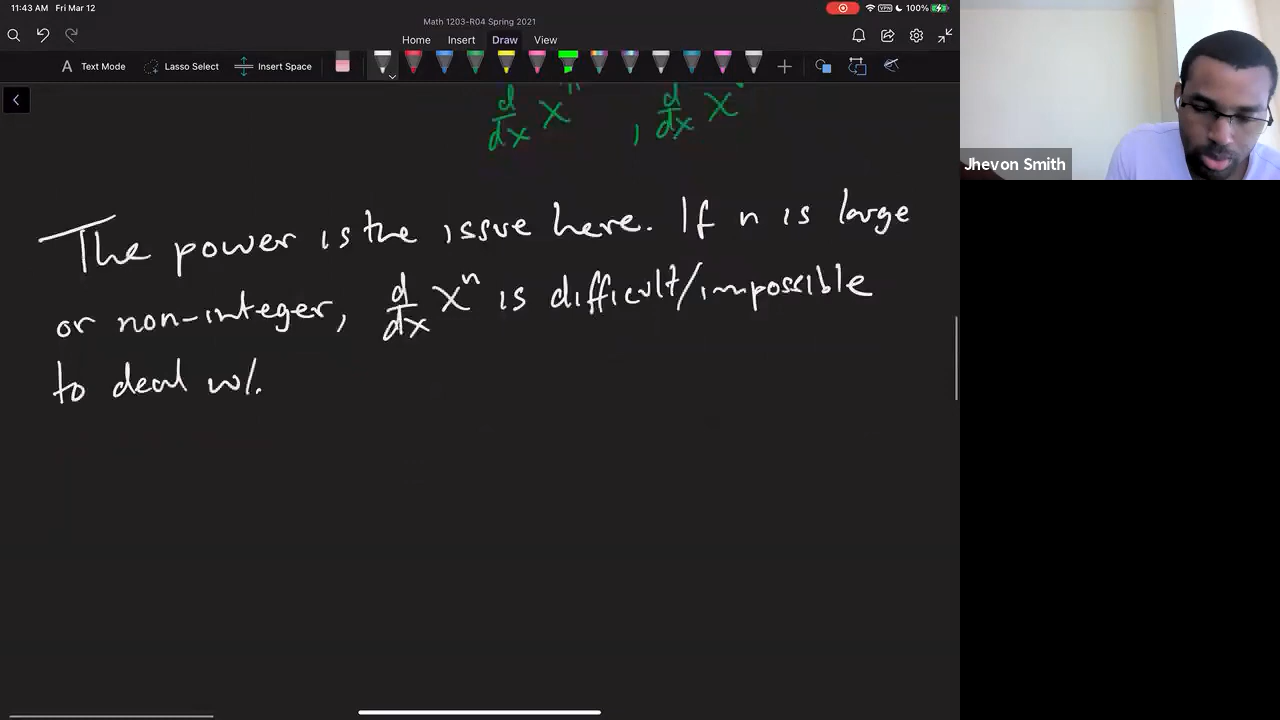 11:43 AM Fri Mar 12
100%
Math 1203-R04 Spring 2021
Home Insert Draw View
Text Mode Lasso Select Insert Space
d/dx x^n , d/dx x
Jhevon Smith
The power is the issue here. If n is large
or non-integer, d/dx x^n is difficult/impossible
to deal w/.